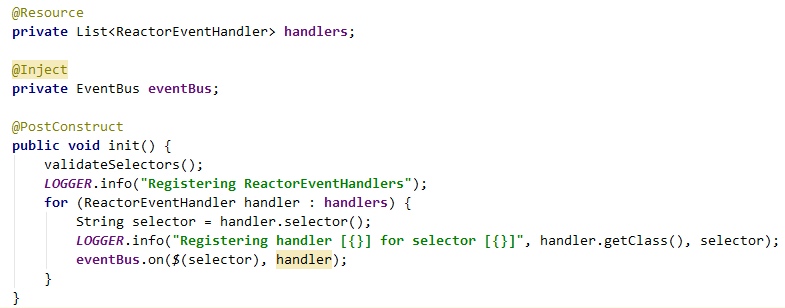 @Resource
private List<ReactorEventHandler> handlers;
@Inject
private EventBus eventBus;
@PostConstruct
public void init() {
validateSelectors();
LOGGER.info("Registering ReactorEventHandlers");
for (ReactorEventHandler handler : handlers) {
String selector = handler.selector();
LOGGER.info("Registering handler [{}] for selector [{}]", handler.getClass(), selector);
eventBus.on($(selector), handler);
}
}